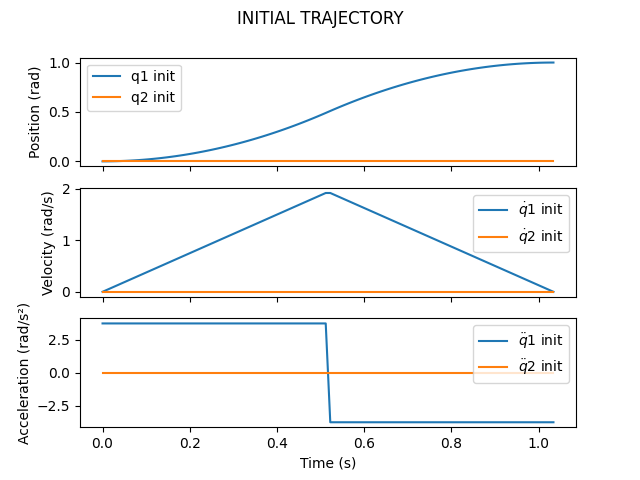 INITIAL TRAJECTORY
Position (rad)
1.0
0.5
0.0
q1 init
q2 init
Velocity (rad/s)
2
1
0
q̇1 init
q̇2 init
Acceleration (rad/s²)
2.5
0.0
−2.5
q̈1 init
q̈2 init
0.0 0.2 0.4 0.6 0.8 1.0
Time (s)